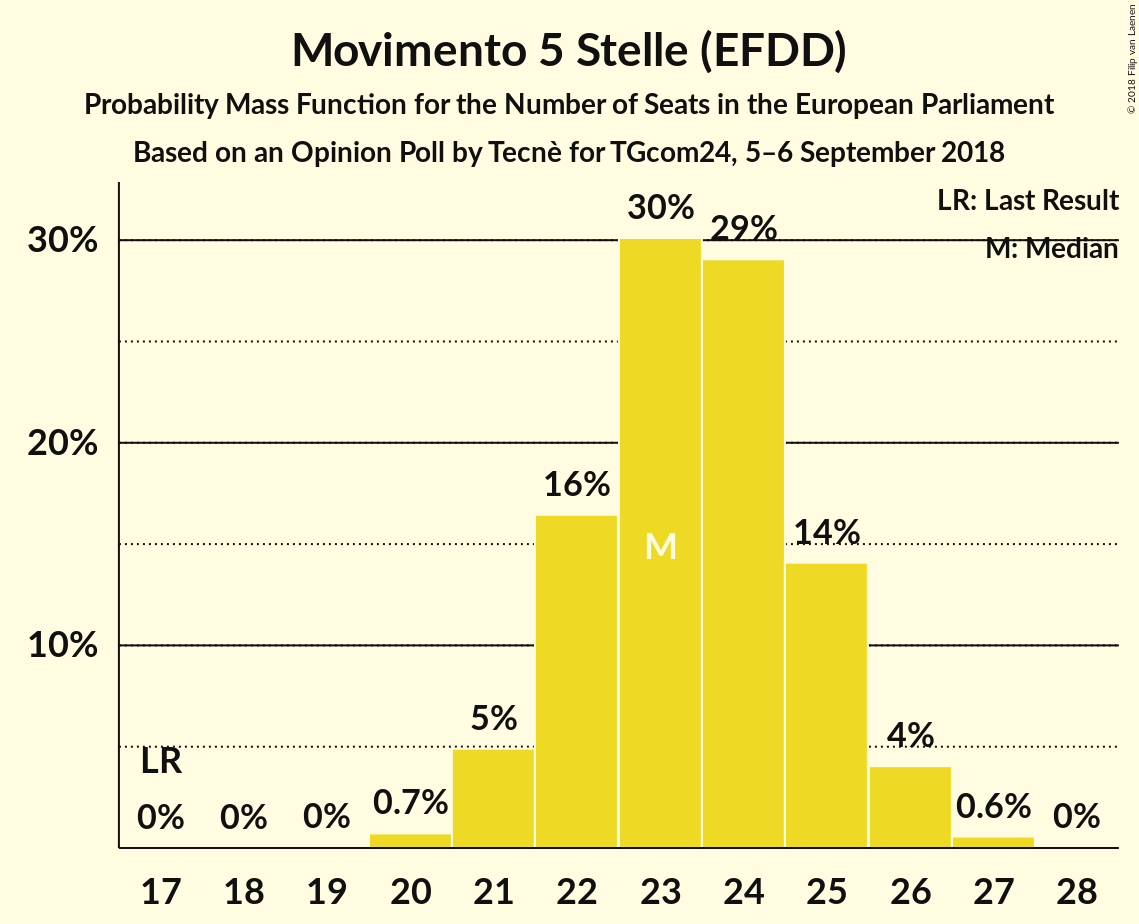 Movimento 5 Stelle (EFDD)
Probability Mass Function for the Number of Seats in the European Parliament
Based on an Opinion Poll by Tecnè for TGcom24, 5–6 September 2018
© 2018 Filip van Laenen
LR: Last Result
M: Median
30%
20%
10%
LR
0%
0%
0%
0.7%
5%
16%
30%
M
29%
14%
4%
0.6%
0%
17 18 19 20 21 22 23 24 25 26 27 28